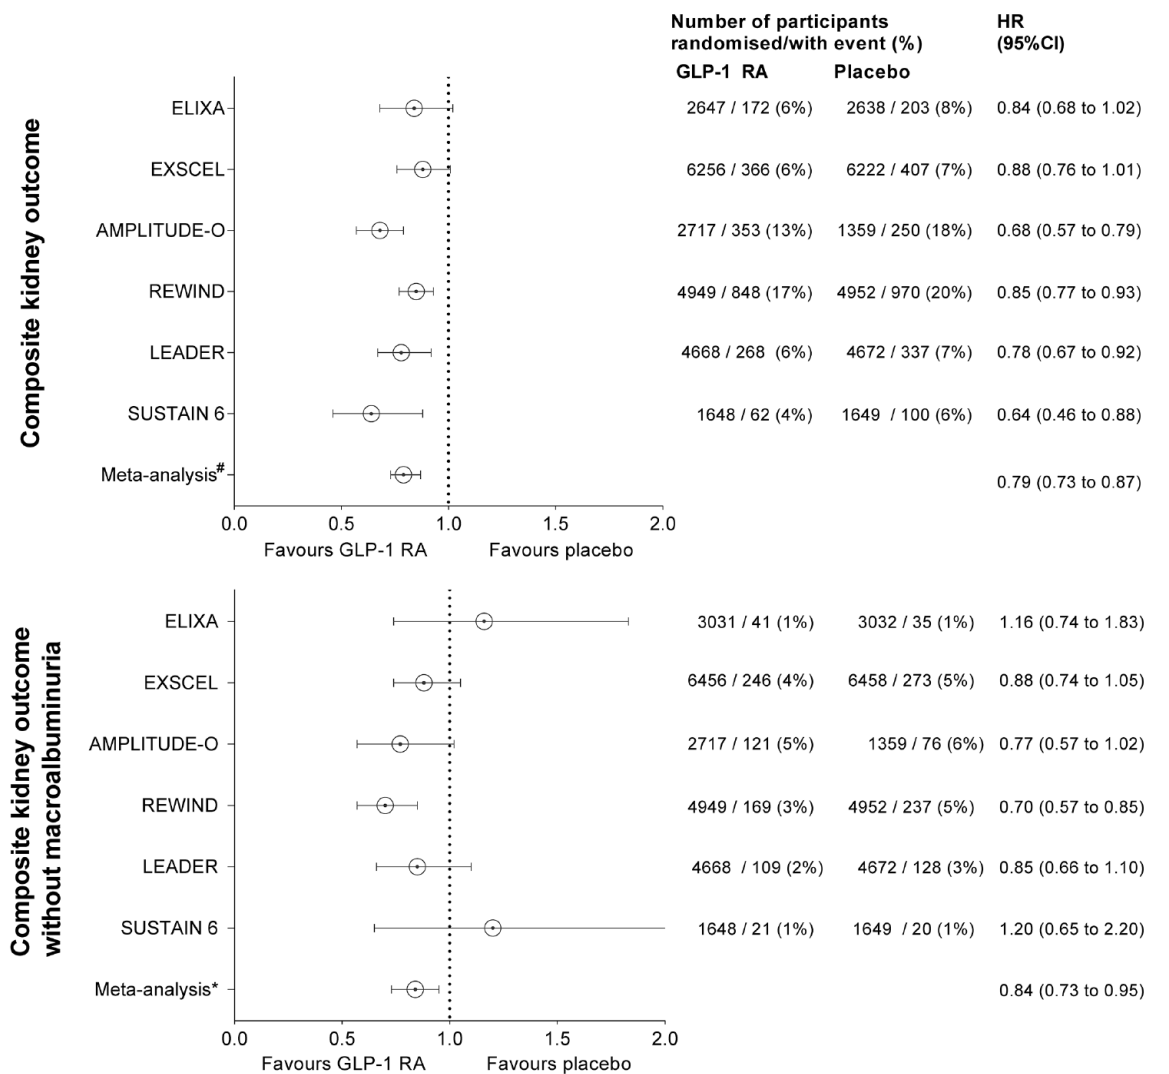 Number of participants
randomised/with event (%)
HR
(95%CI)
GLP-1 RA Placebo
Composite kidney outcome
ELIXA 2647 / 172 (6%) 2638 / 203 (8%) 0.84 (0.68 to 1.02)
EXSCEL 6256 / 366 (6%) 6222 / 407 (7%) 0.88 (0.76 to 1.01)
AMPLITUDE-O 2717 / 353 (13%) 1359 / 250 (18%) 0.68 (0.57 to 0.79)
REWIND 4949 / 848 (17%) 4952 / 970 (20%) 0.85 (0.77 to 0.93)
LEADER 4668 / 268 (6%) 4672 / 337 (7%) 0.78 (0.67 to 0.92)
SUSTAIN 6 1648 / 62 (4%) 1649 / 100 (6%) 0.64 (0.46 to 0.88)
Meta-analysis# 0.79 (0.73 to 0.87)
0.0 0.5 1.0 1.5 2.0
Favours GLP-1 RA Favours placebo
Composite kidney outcome
without macroalbuminuria
ELIXA 3031 / 41 (1%) 3032 / 35 (1%) 1.16 (0.74 to 1.83)
EXSCEL 6456 / 246 (4%) 6458 / 273 (5%) 0.88 (0.74 to 1.05)
AMPLITUDE-O 2717 / 121 (5%) 1359 / 76 (6%) 0.77 (0.57 to 1.02)
REWIND 4949 / 169 (3%) 4952 / 237 (5%) 0.70 (0.57 to 0.85)
LEADER 4668 / 109 (2%) 4672 / 128 (3%) 0.85 (0.66 to 1.10)
SUSTAIN 6 1648 / 21 (1%) 1649 / 20 (1%) 1.20 (0.65 to 2.20)
Meta-analysis* 0.84 (0.73 to 0.95)
0.0 0.5 1.0 1.5 2.0
Favours GLP-1 RA Favours placebo